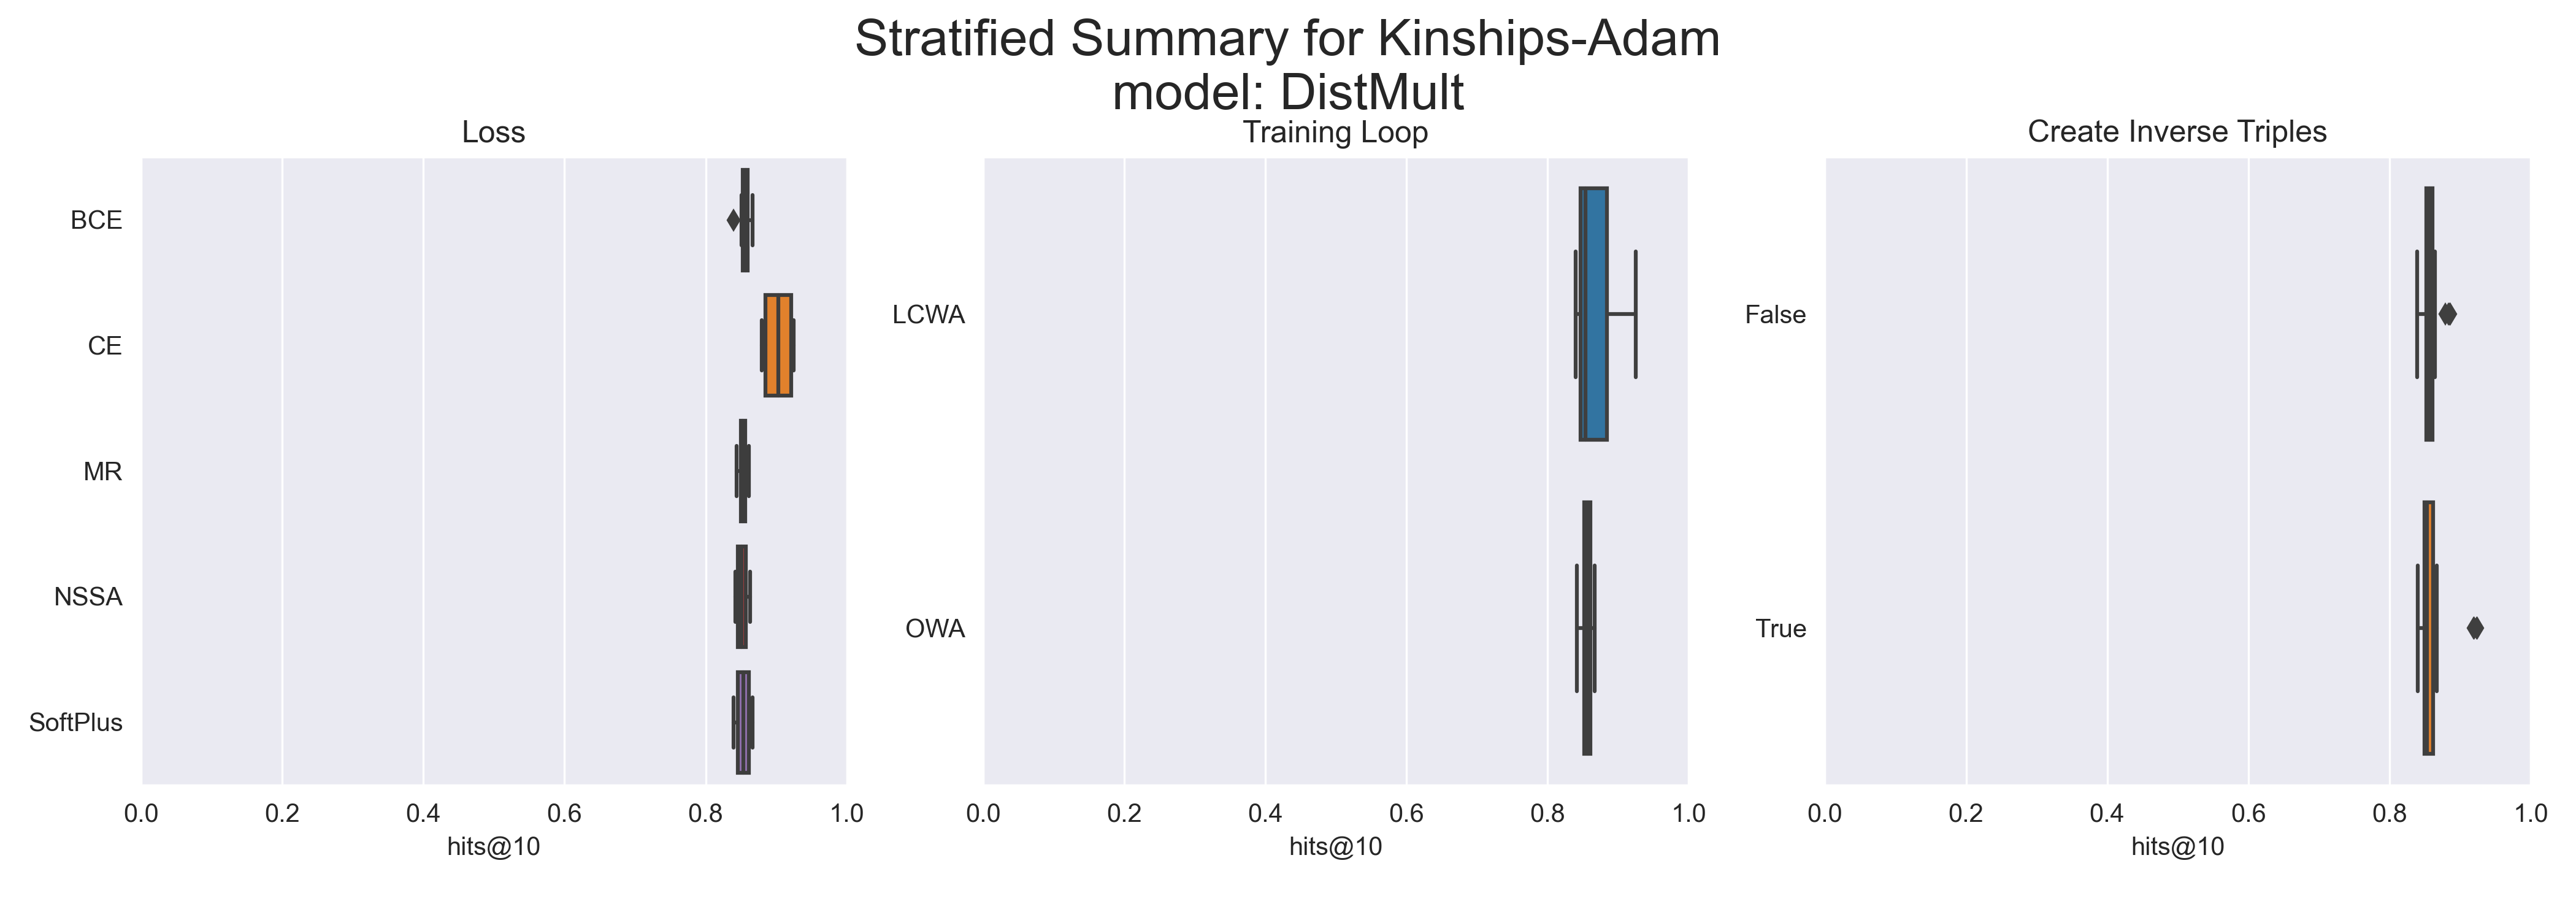 Stratified Summary for Kinships-Adam
model: DistMult
Loss
BCE
CE
MR
NSSA
SoftPlus
0.0 0.2 0.4 0.6 0.8 1.0
hits@10
Training Loop
LCWA
OWA
0.0 0.2 0.4 0.6 0.8 1.0
hits@10
Create Inverse Triples
False
True
0.0 0.2 0.4 0.6 0.8 1.0
hits@10